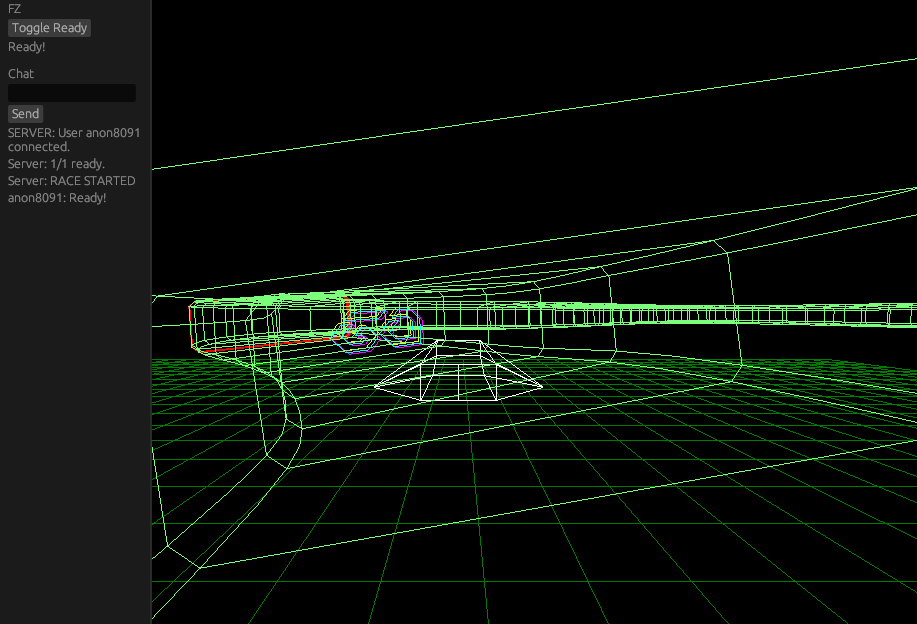 FZ
Toggle Ready
Ready!
Chat
Send
SERVER: User anon8091
connected.
Server: 1/1 ready.
Server: RACE STARTED
anon8091: Ready!